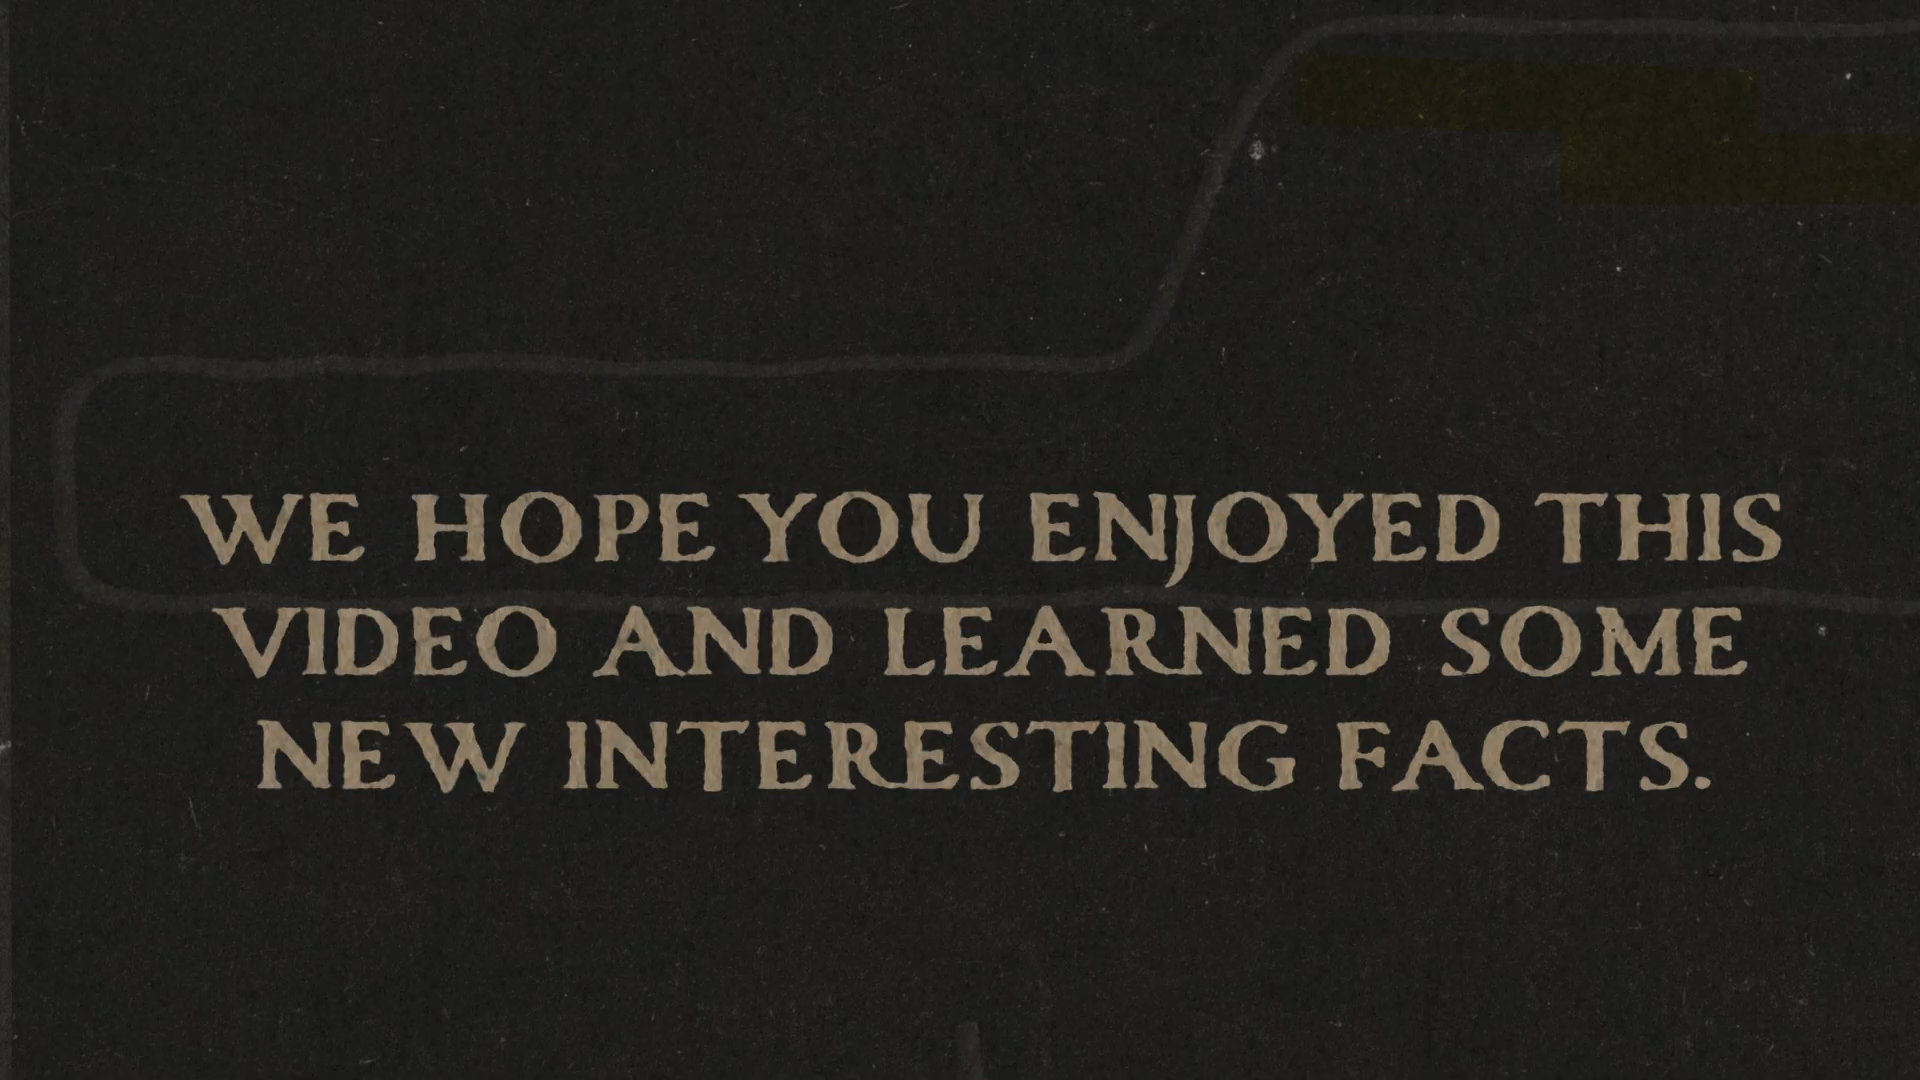 WE HOPE YOU ENJOYED THIS
VIDEO AND LEARNED SOME
NEW INTERESTING FACTS.